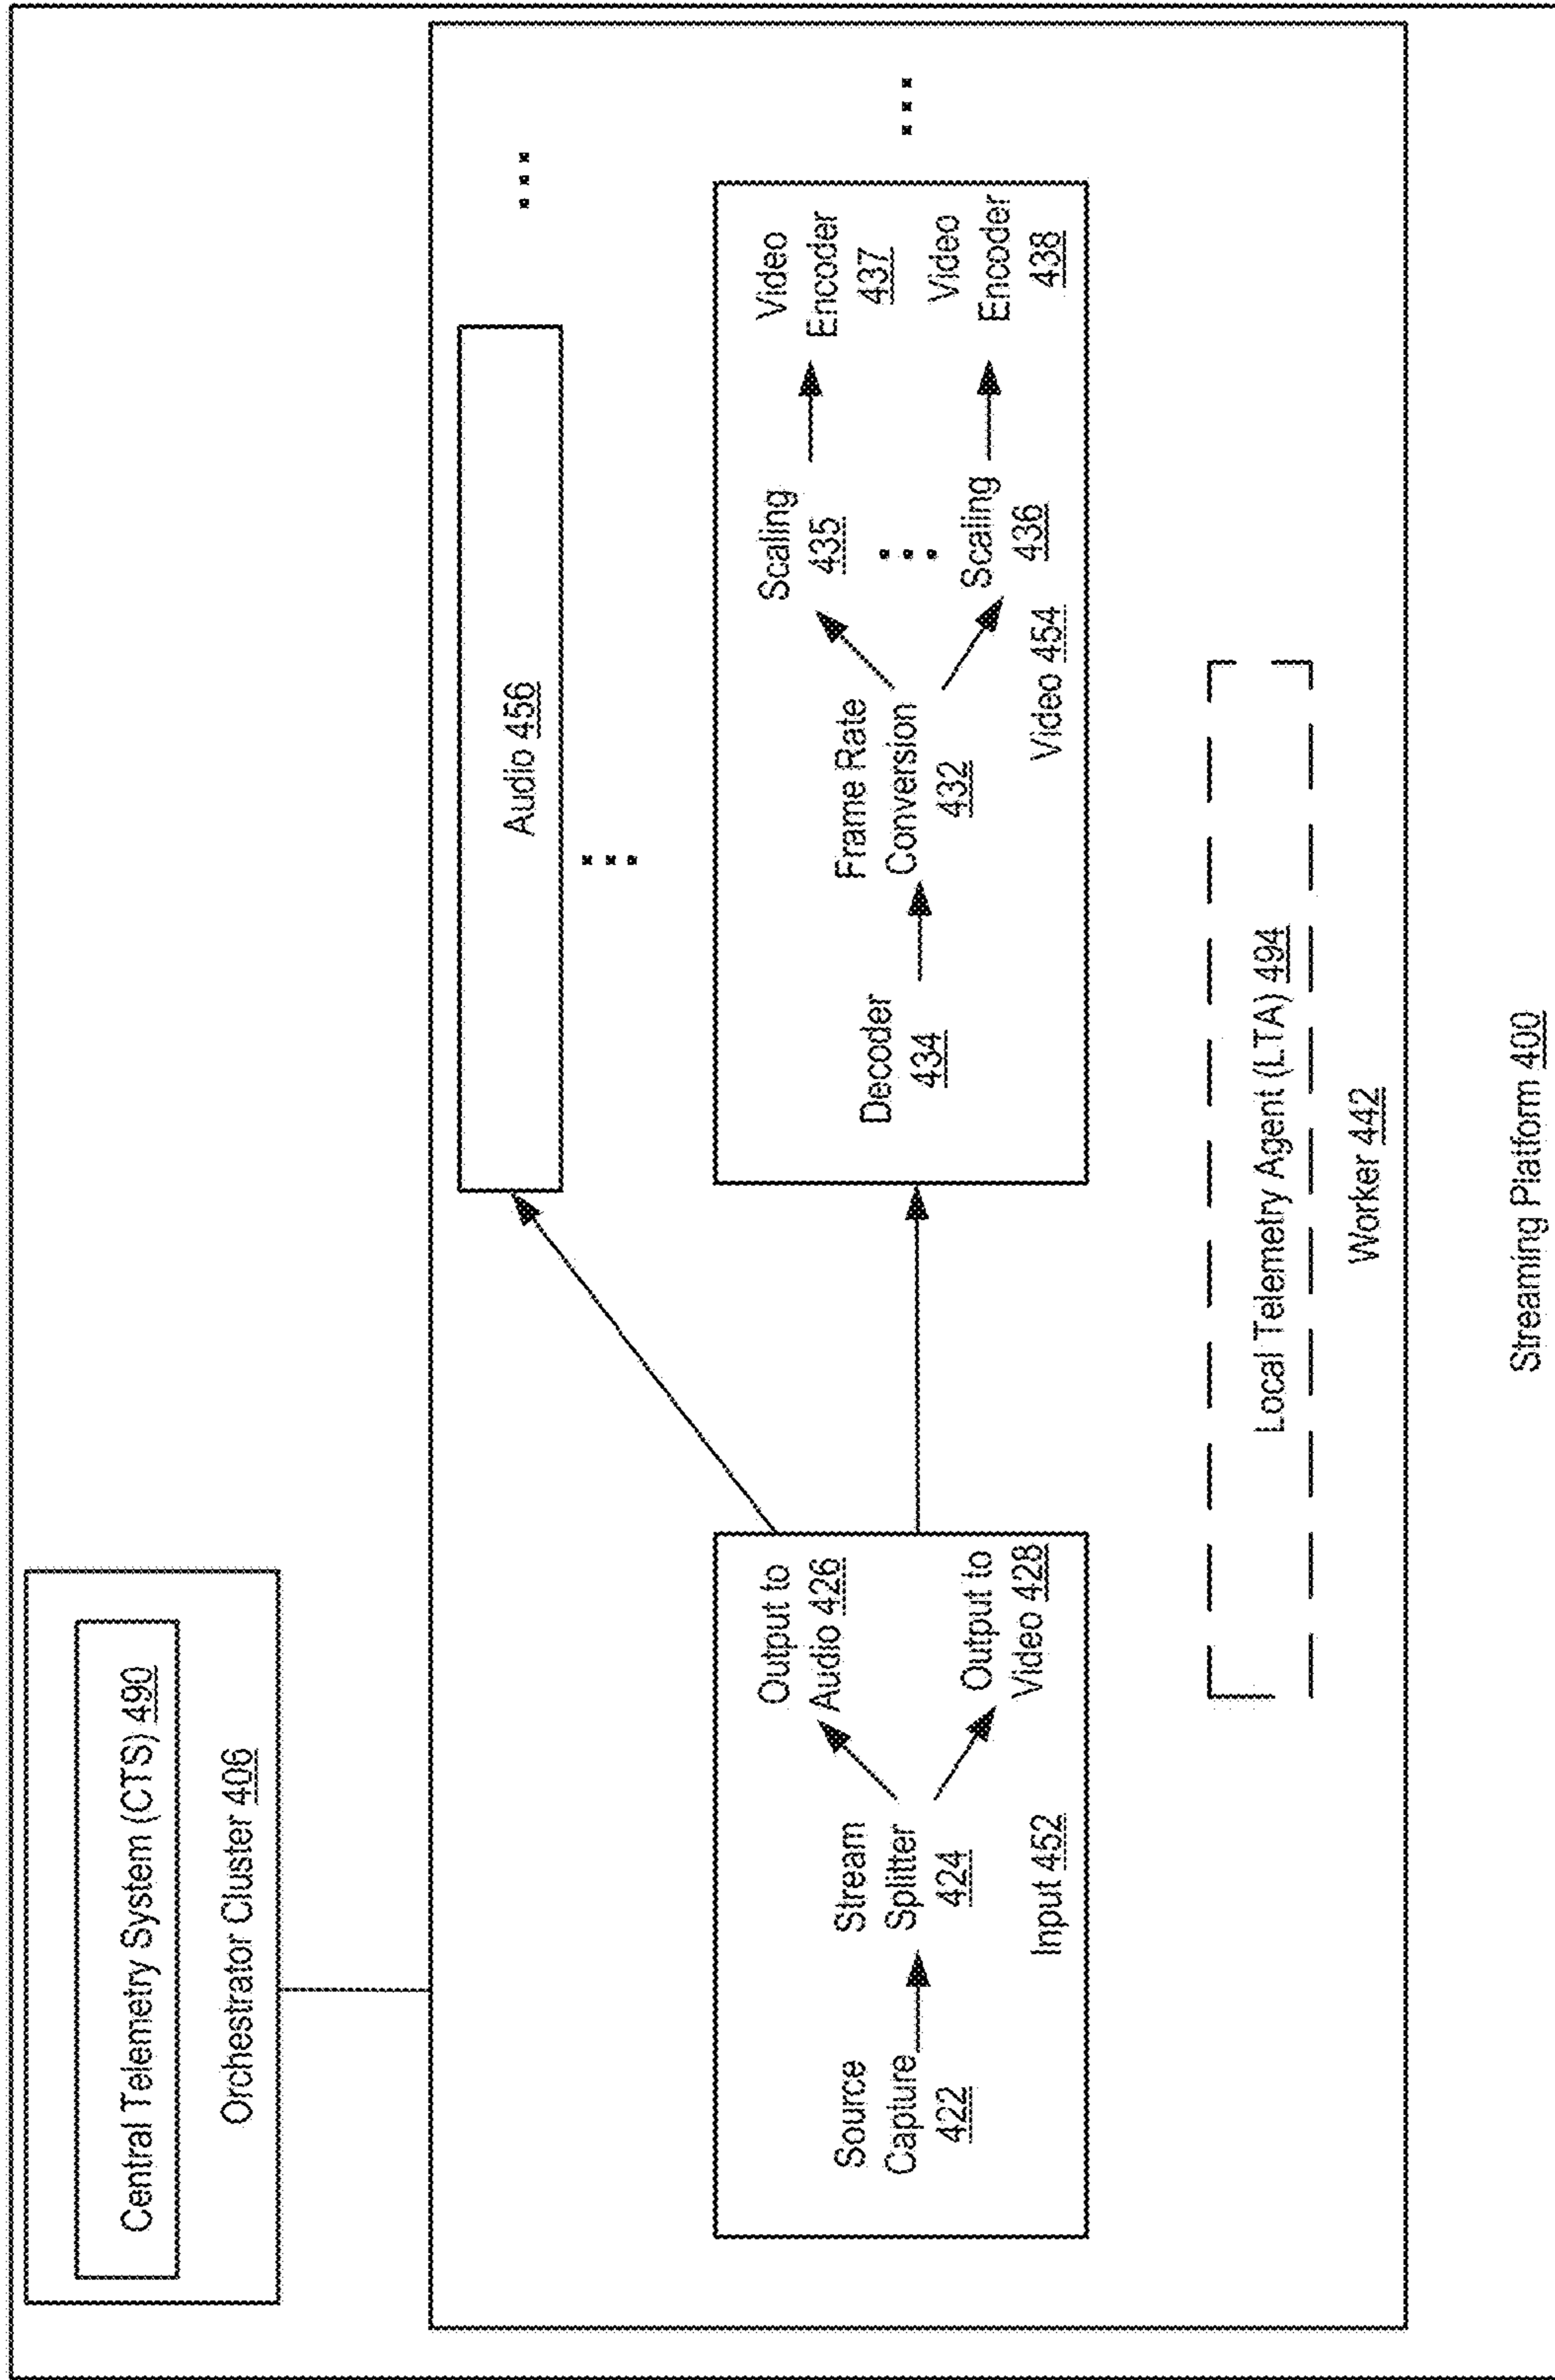 Central Telemetry System (CTS) 490
Orchestrator Cluster 406
Audio 456
Source
Capture
422
Stream
Splitter
424
Output to
Audio 426
Output to
Video 428
Input 452
Decoder
434
Frame Rate
Conversion
432
Scaling
435
Scaling
436
Video
Encoder
437
Video
Encoder
438
Video 454
Local Telemetry Agent (LTA) 494
Worker 442
Streaming Platform 400